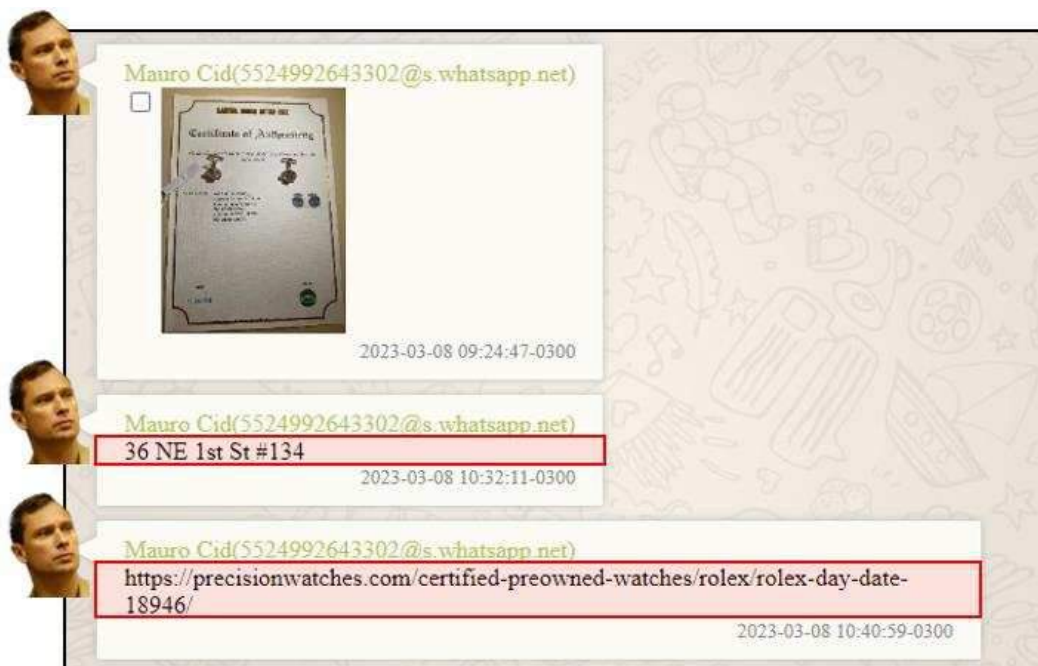 Mauro Cid(5524992643302@s.whatsapp.net)
Certificate of Authenticity
2023-03-08 09:24:47-0300
Mauro Cid(5524992643302@s.whatsapp.net)
36 NE 1st St #134
2023-03-08 10:32:11-0300
Mauro Cid(5524992643302@s.whatsapp.net)
https://precisionwatches.com/certified-preowned-watches/rolex/rolex-day-date-
18946/
2023-03-08 10:40:59-0300